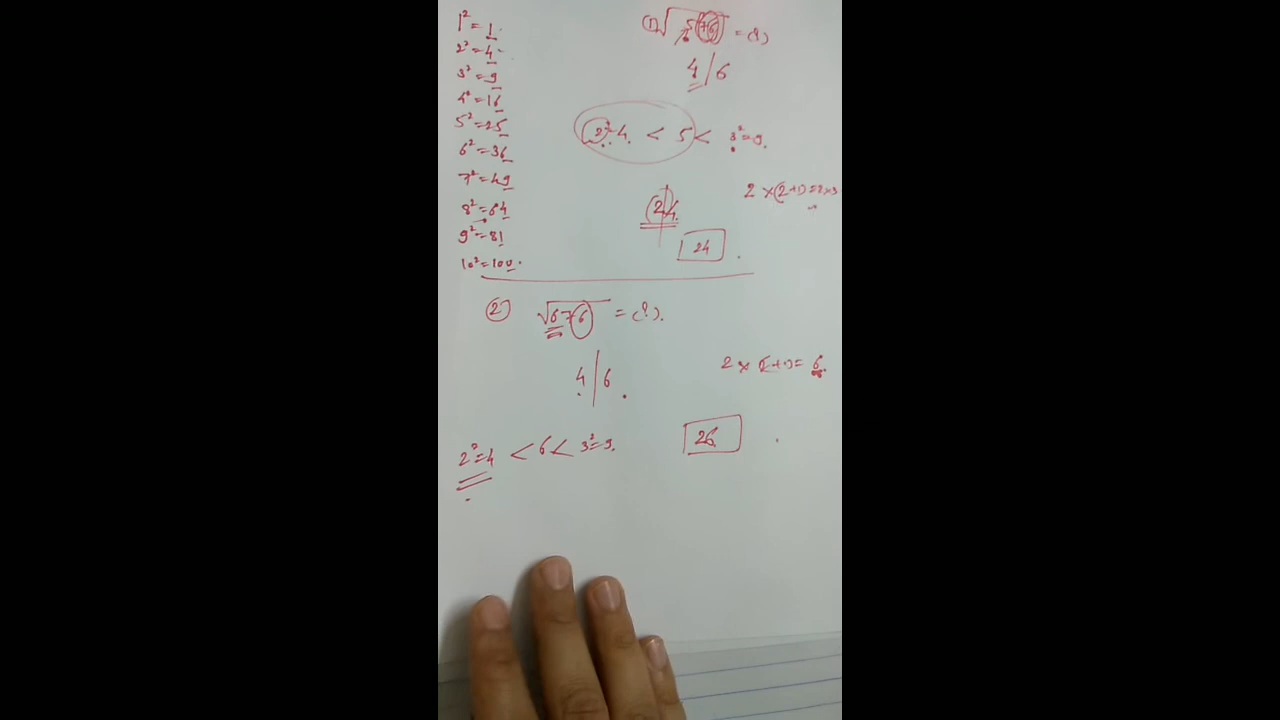 1² = 1
2² = 4
3² = 9
4² = 16
5² = 25
6² = 36
7² = 49
8² = 64
9² = 81
10² = 100
① √576 = (?)
4 | 6
2² = 4 < 5 < 3² = 9
2 × (2+1) = 2 × 3
2 4
24
② √676 = (?)
4 | 6
2 × (2+1) = 6
2² = 4 < 6 < 3² = 9
26